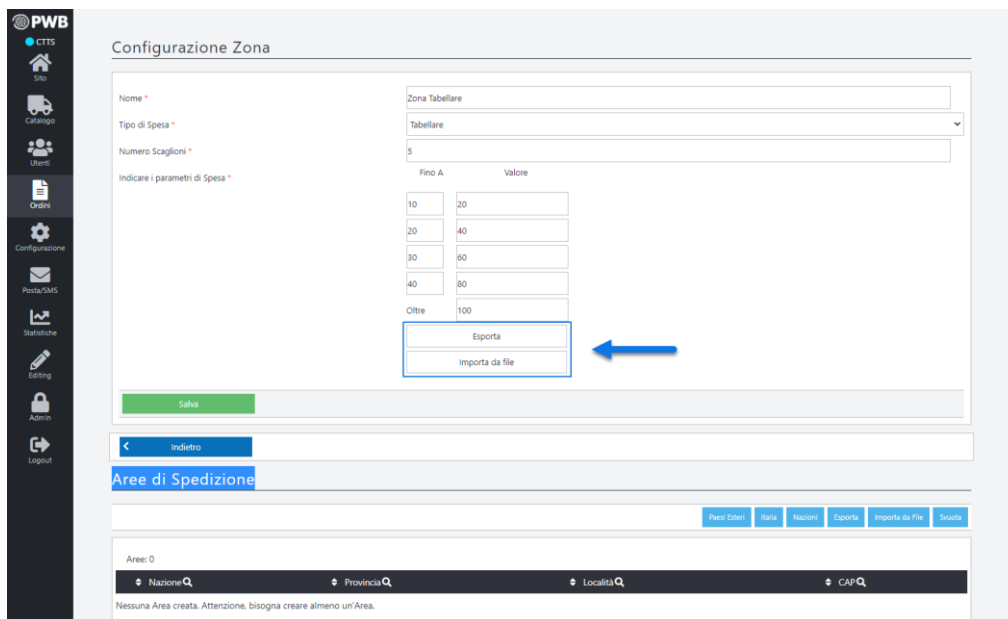 PWB
CTTS
Sito
Catalogo
Utenti
Ordini
Configurazione
Posta/SMS
Statistiche
Editing
Admin
Logout
Configurazione Zona
Nome *
Zona Tabellare
Tipo di Spesa *
Tabellare
Numero Scaglioni *
5
Indicare i parametri di Spesa *
Fino A Valore
10 20
20 40
30 60
40 80
Oltre 100
Esporta
Importa da file
Salva
Indietro
Aree di Spedizione
Paesi Esteri Italia Nazioni Esporta Importa da File Svuota
Aree: 0
Nazione Provincia Località CAP
Nessuna Area creata. Attenzione, bisogna creare almeno un'Area.